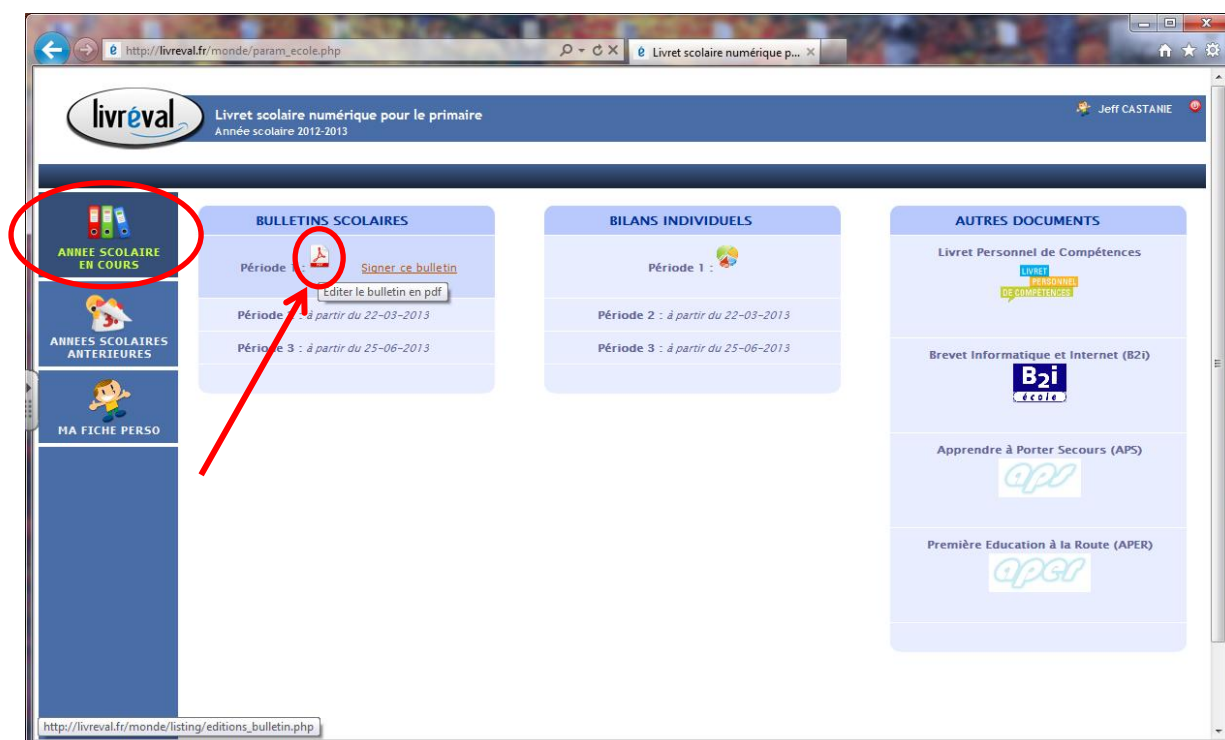 http://livreval.fr/monde/param_ecole.php
Livret scolaire numérique p...
livréval
Livret scolaire numérique pour le primaire
Année scolaire 2012-2013
Jeff CASTANIE
ANNEE SCOLAIRE
EN COURS
ANNEES SCOLAIRES
ANTERIEURES
MA FICHE PERSO
BULLETINS SCOLAIRES
Période 1 : Signer ce bulletin
Editer le bulletin en pdf
Période 2 : à partir du 22-03-2013
Période 3 : à partir du 25-06-2013
BILANS INDIVIDUELS
Période 1 :
Période 2 : à partir du 22-03-2013
Période 3 : à partir du 25-06-2013
AUTRES DOCUMENTS
Livret Personnel de Compétences
LIVRET
PERSONNEL
DE COMPÉTENCES
Brevet Informatique et Internet (B2i)
B2i
école
Apprendre à Porter Secours (APS)
aps
Première Education à la Route (APER)
aper
http://livreval.fr/monde/listing/editions_bulletin.php